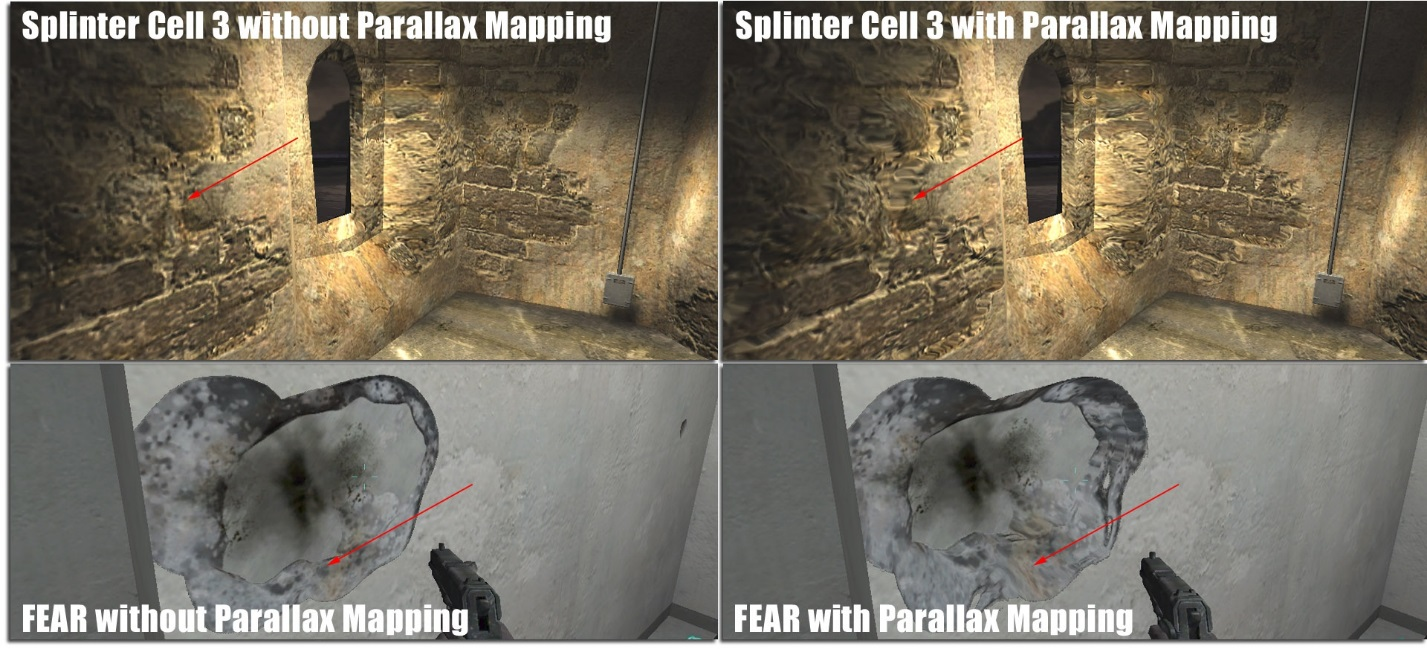 Splinter Cell 3 without Parallax Mapping
Splinter Cell 3 with Parallax Mapping
FEAR without Parallax Mapping
FEAR with Parallax Mapping